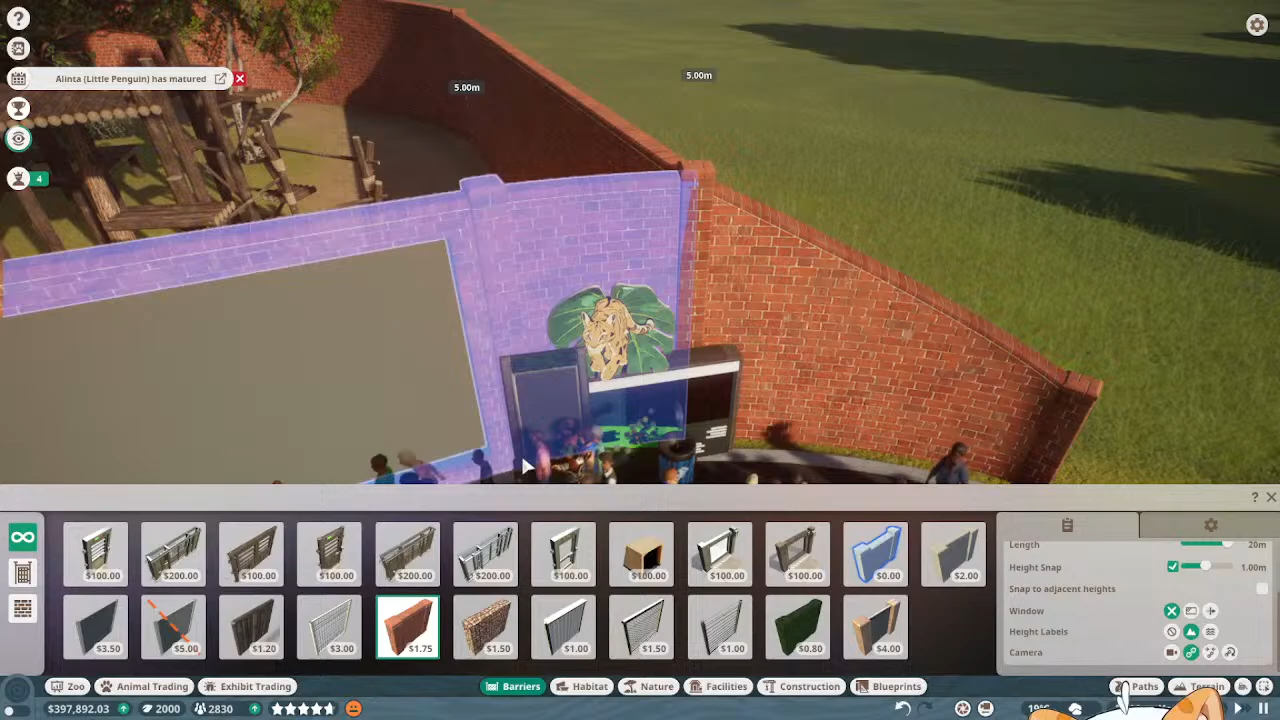 Alinta (Little Penguin) has matured
5.00m
5.00m
4
$100.00 $200.00 $100.00 $100.00 $200.00 $200.00 $100.00 $100.00 $100.00 $100.00 $0.00 $2.00
$3.50 $5.00 $1.20 $3.00 $1.75 $1.50 $1.00 $1.50 $1.00 $0.80 $4.00
Length 20m
Height Snap 1.00m
Snap to adjacent heights
Window
Height Labels
Camera
Zoo Animal Trading Exhibit Trading Barriers Habitat Nature Facilities Construction Blueprints Paths Terrain
$397,892.03 2000 2830 19°C